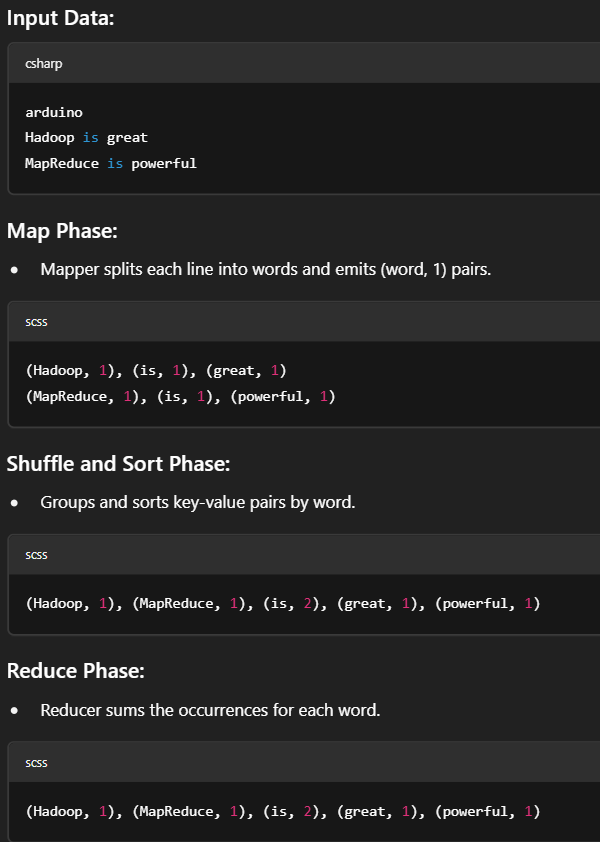 Input Data:
csharp
arduino
Hadoop is great
MapReduce is powerful
Map Phase:
• Mapper splits each line into words and emits (word, 1) pairs.
scss
(Hadoop, 1), (is, 1), (great, 1)
(MapReduce, 1), (is, 1), (powerful, 1)
Shuffle and Sort Phase:
• Groups and sorts key-value pairs by word.
scss
(Hadoop, 1), (MapReduce, 1), (is, 2), (great, 1), (powerful, 1)
Reduce Phase:
• Reducer sums the occurrences for each word.
scss
(Hadoop, 1), (MapReduce, 1), (is, 2), (great, 1), (powerful, 1)